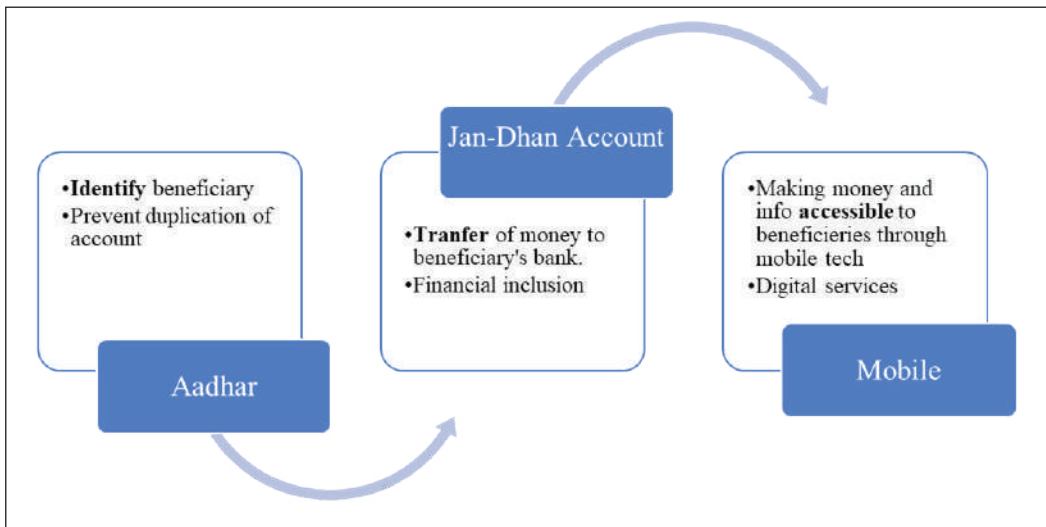 •Identify beneficiary
•Prevent duplication of
account
Aadhar
Jan-Dhan Account
•Tranfer of money to
beneficiary's bank.
•Financial inclusion
•Making money and
info accessible to
beneficieries through
mobile tech
•Digital services
Mobile